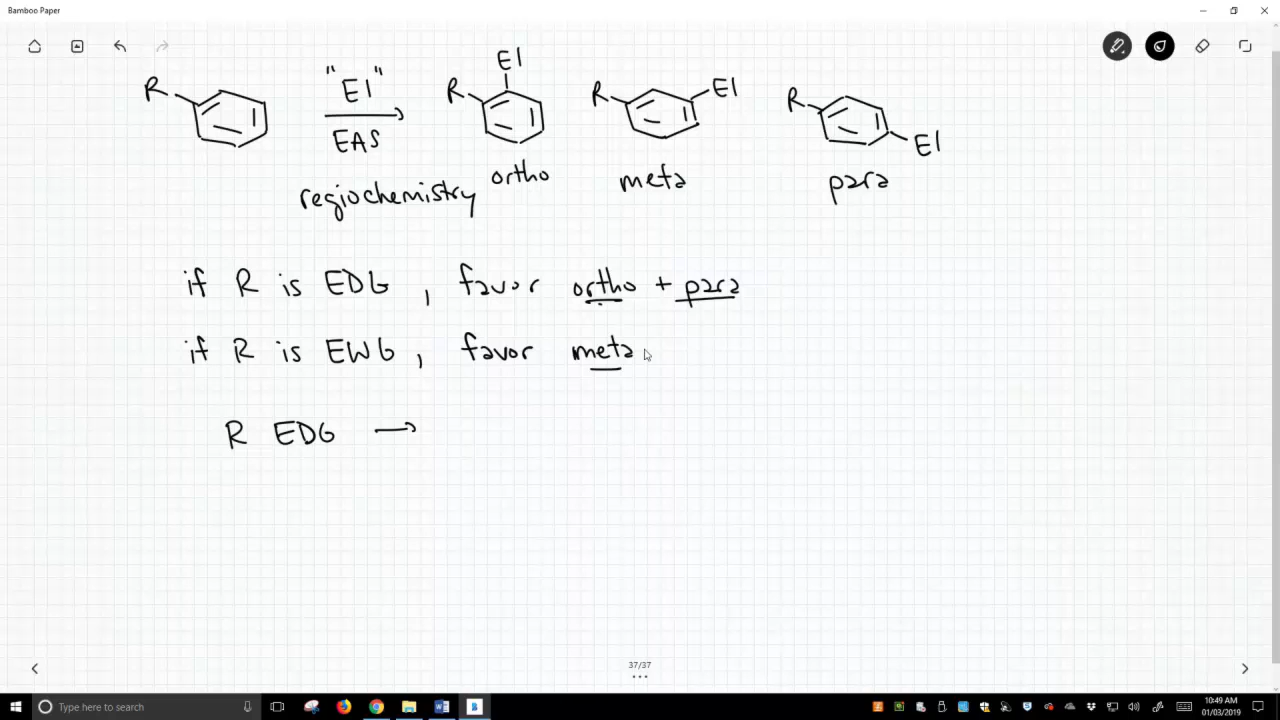 Bamboo Paper
R "El" EAS R El R El R El
regiochemistry ortho meta para
if R is EDG, favor ortho + para
if R is EWG, favor meta
R EDG →
37/37
Type here to search
10:49 AM
01/03/2019